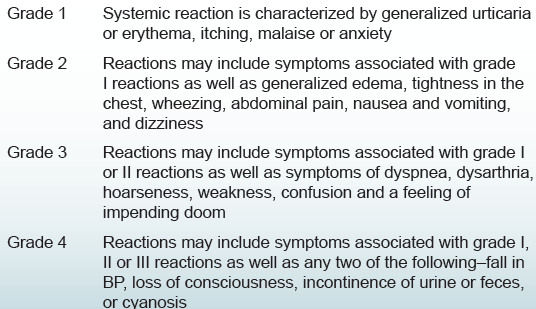 Grade 1 Systemic reaction is characterized by generalized urticaria
or erythema, itching, malaise or anxiety
Grade 2 Reactions may include symptoms associated with grade
I reactions as well as generalized edema, tightness in the
chest, wheezing, abdominal pain, nausea and vomiting,
and dizziness
Grade 3 Reactions may include symptoms associated with grade I
or II reactions as well as symptoms of dyspnea, dysarthria,
hoarseness, weakness, confusion and a feeling of
impending doom
Grade 4 Reactions may include symptoms associated with grade I,
II or III reactions as well as any two of the following–fall in
BP, loss of consciousness, incontinence of urine or feces,
or cyanosis